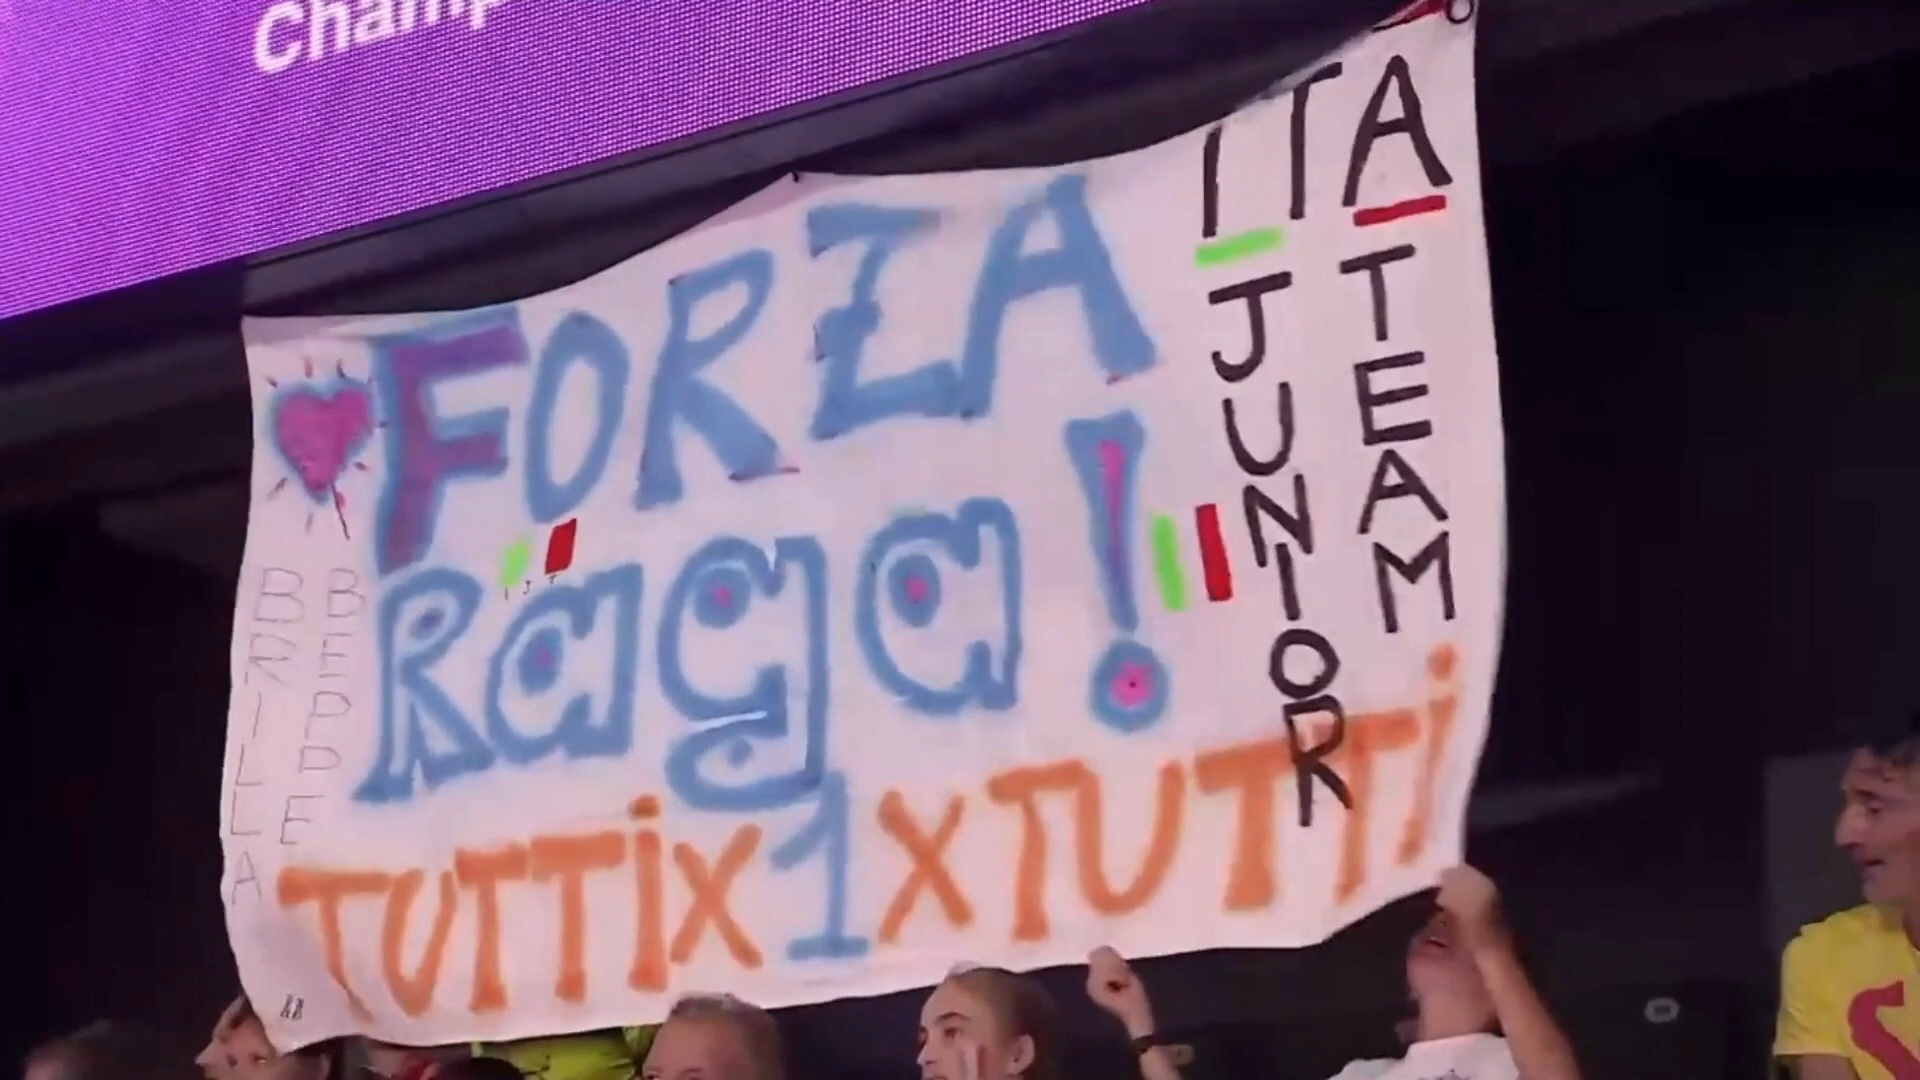 Champ
FORZA
Raga!
TUTTiX1XTUTTi
ITA
JUNIOR
TEAM
BRILLA
BEPPE